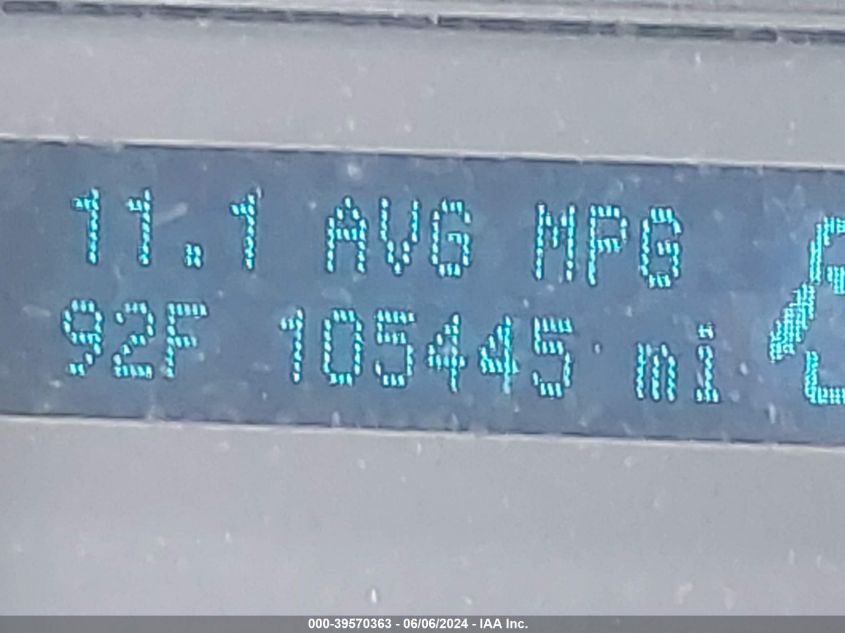 11.1 AVG MPG
92F 105445 mi
000-39570363 - 06/06/2024 - IAA Inc.